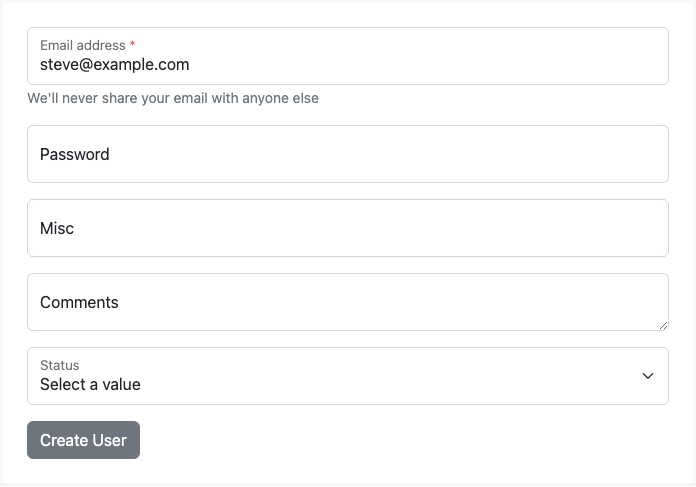 Email address *
steve@example.com
We'll never share your email with anyone else
Password
Misc
Comments
Status
Select a value
Create User